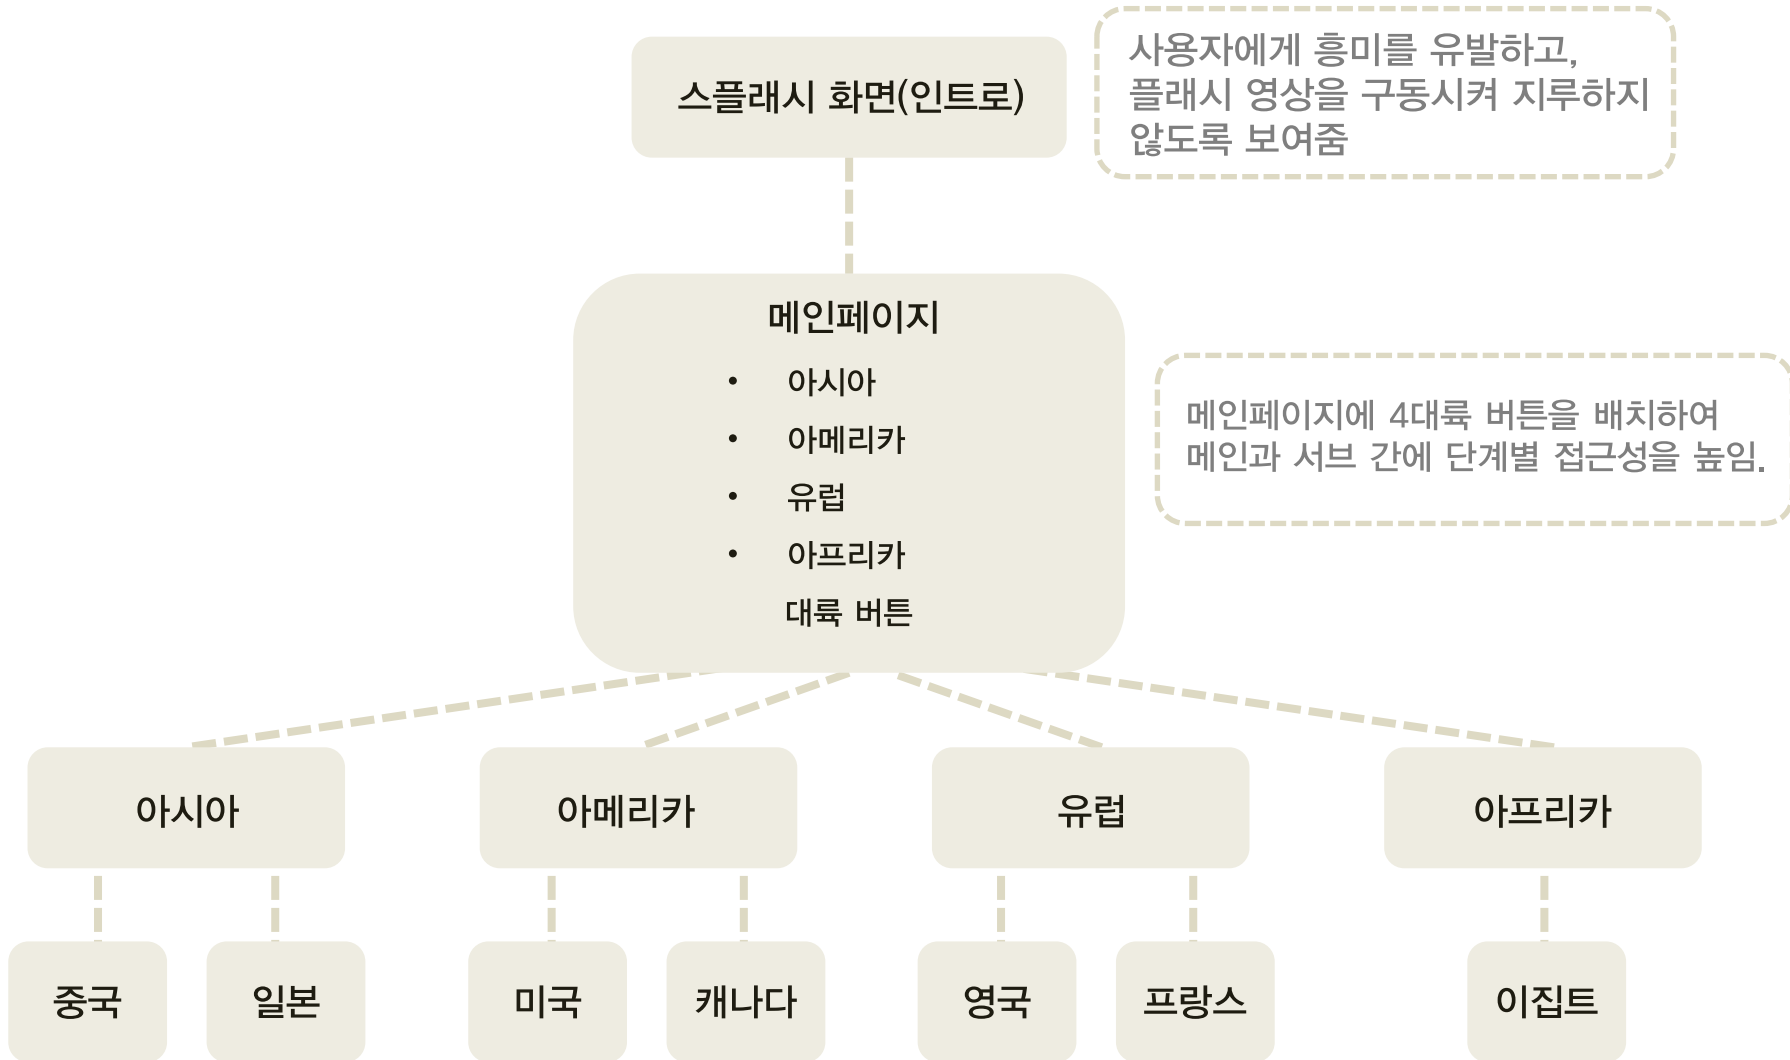 스플래시 화면(인트로)
사용자에게 흥미를 유발하고,
플래시 영상을 구동시켜 지루하지
않도록 보여줌
메인페이지
• 아시아
• 아메리카
• 유럽
• 아프리카
대륙 버튼
메인페이지에 4대륙 버튼을 배치하여
메인과 서브 간에 단계별 접근성을 높임.
아시아
아메리카
유럽
아프리카
중국
일본
미국
캐나다
영국
프랑스
이집트